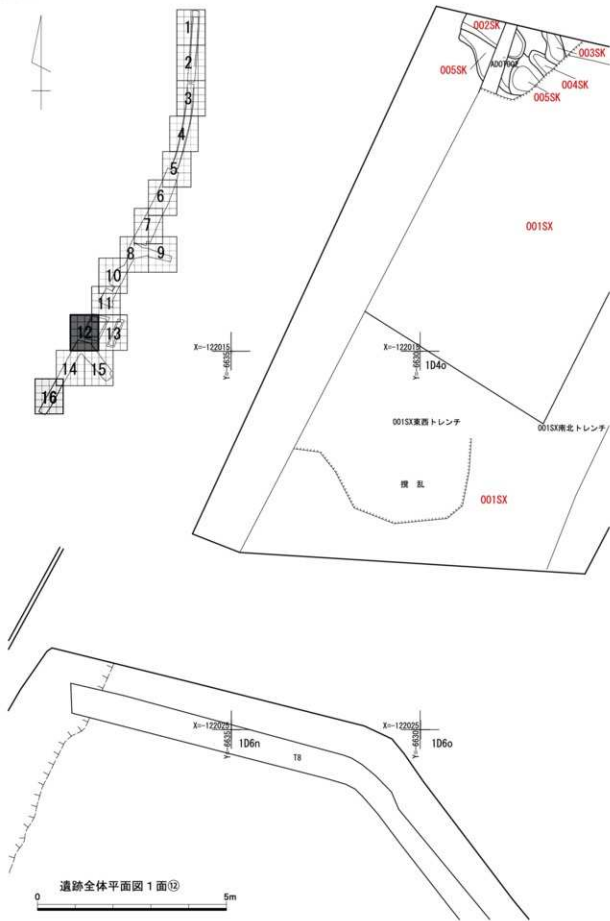 1
2
3
4
5
6
7
8
9
10
11
12
13
14
15
16
002SK
003SK
005SK
004SK
005SK
001SX
X=-122015
Y=-6635
X=-122015
Y=-6630
1D4o
001SX東西トレンチ
001SX南北トレンチ
撹 乱
001SX
X=-122025
Y=-6635
1D6n
X=-122025
Y=-6630
1D6o
T8
遺跡全体平面図1面⑫
0
5m